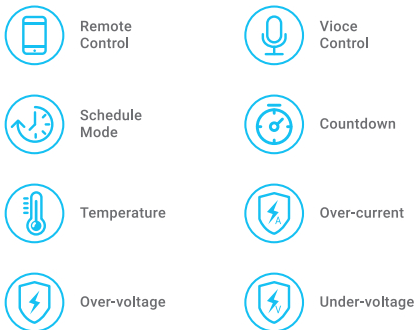 Remote
Control
Vioce
Control
Schedule
Mode
Countdown
Temperature
A
Over-current
Over-voltage
V
Under-voltage